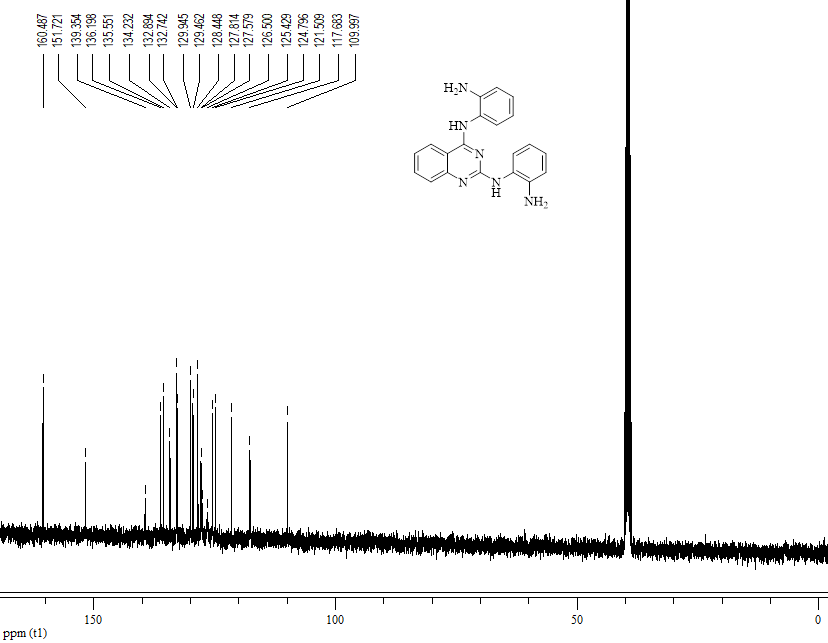 160.487
151.721
139.354
136.198
135.551
134.232
132.894
132.742
129.945
129.462
128.448
127.814
127.579
126.500
125.429
124.796
121.509
117.683
109.997
H₂N
HN
N
N
N
H
NH₂
150
100
50
0
ppm (t1)